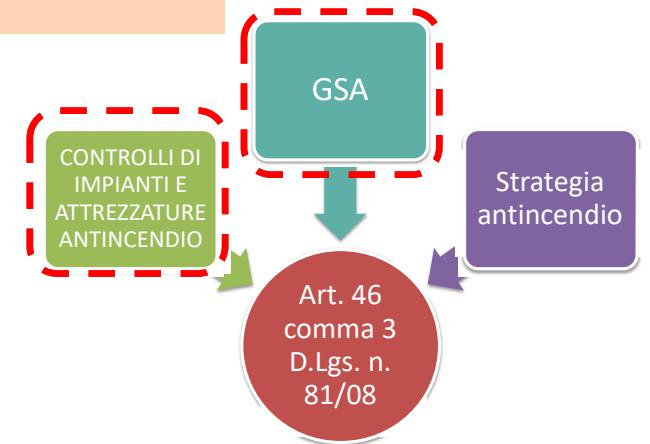 GSA
CONTROLLI DI
IMPIANTI E
ATTREZZATURE
ANTINCENDIO
Strategia
antincendio
Art. 46
comma 3
D.Lgs. n.
81/08